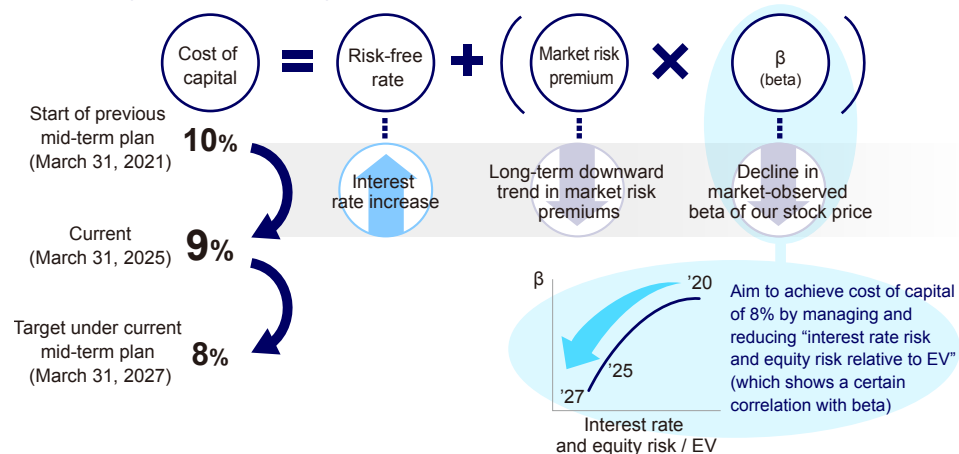 Cost of
capital
=
Risk-free
rate
+
(
Market risk
premium
×
β
(beta)
)
Start of previous
mid-term plan
(March 31, 2021)
10%
Interest
rate increase
Long-term downward
trend in market risk
premiums
Decline in
market-observed
beta of our stock price
Current
(March 31, 2025)
9%
Target under current
mid-term plan
(March 31, 2027)
8%
β
’20
’25
’27
Interest rate
and equity risk / EV
Aim to achieve cost of capital
of 8% by managing and
reducing “interest rate risk
and equity risk relative to EV”
(which shows a certain
correlation with beta)